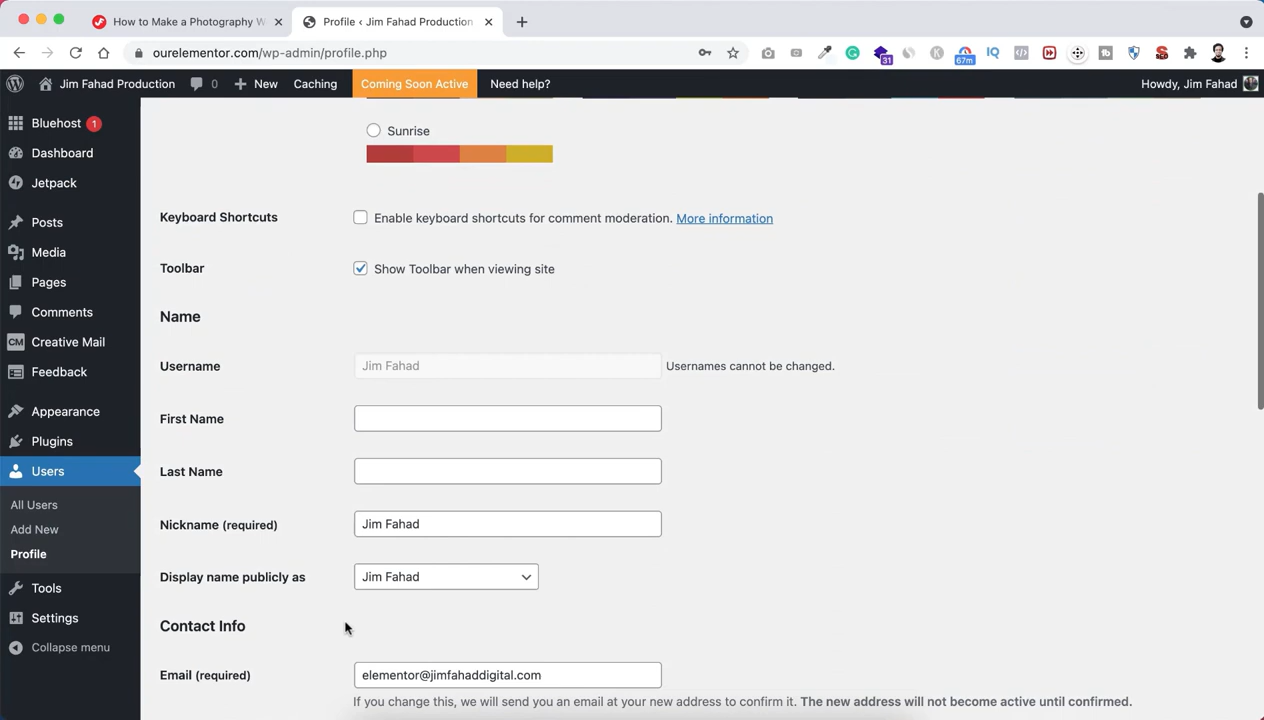 How to Make a Photography W
Profile ‹ Jim Fahad Production
ourelementor.com/wp-admin/profile.php
31
67m
IQ
Jim Fahad Production
0
New
Caching
Coming Soon Active
Need help?
Howdy, Jim Fahad
Bluehost 1
Dashboard
Jetpack
Posts
Media
Pages
Comments
CM Creative Mail
Feedback
Appearance
Plugins
Users
All Users
Add New
Profile
Tools
Settings
Collapse menu
Sunrise
Keyboard Shortcuts
Enable keyboard shortcuts for comment moderation. More information
Toolbar
Show Toolbar when viewing site
Name
Username
Jim Fahad
Usernames cannot be changed.
First Name
Last Name
Nickname (required)
Jim Fahad
Display name publicly as
Jim Fahad
Contact Info
Email (required)
elementor@jimfahaddigital.com
If you change this, we will send you an email at your new address to confirm it. The new address will not become active until confirmed.